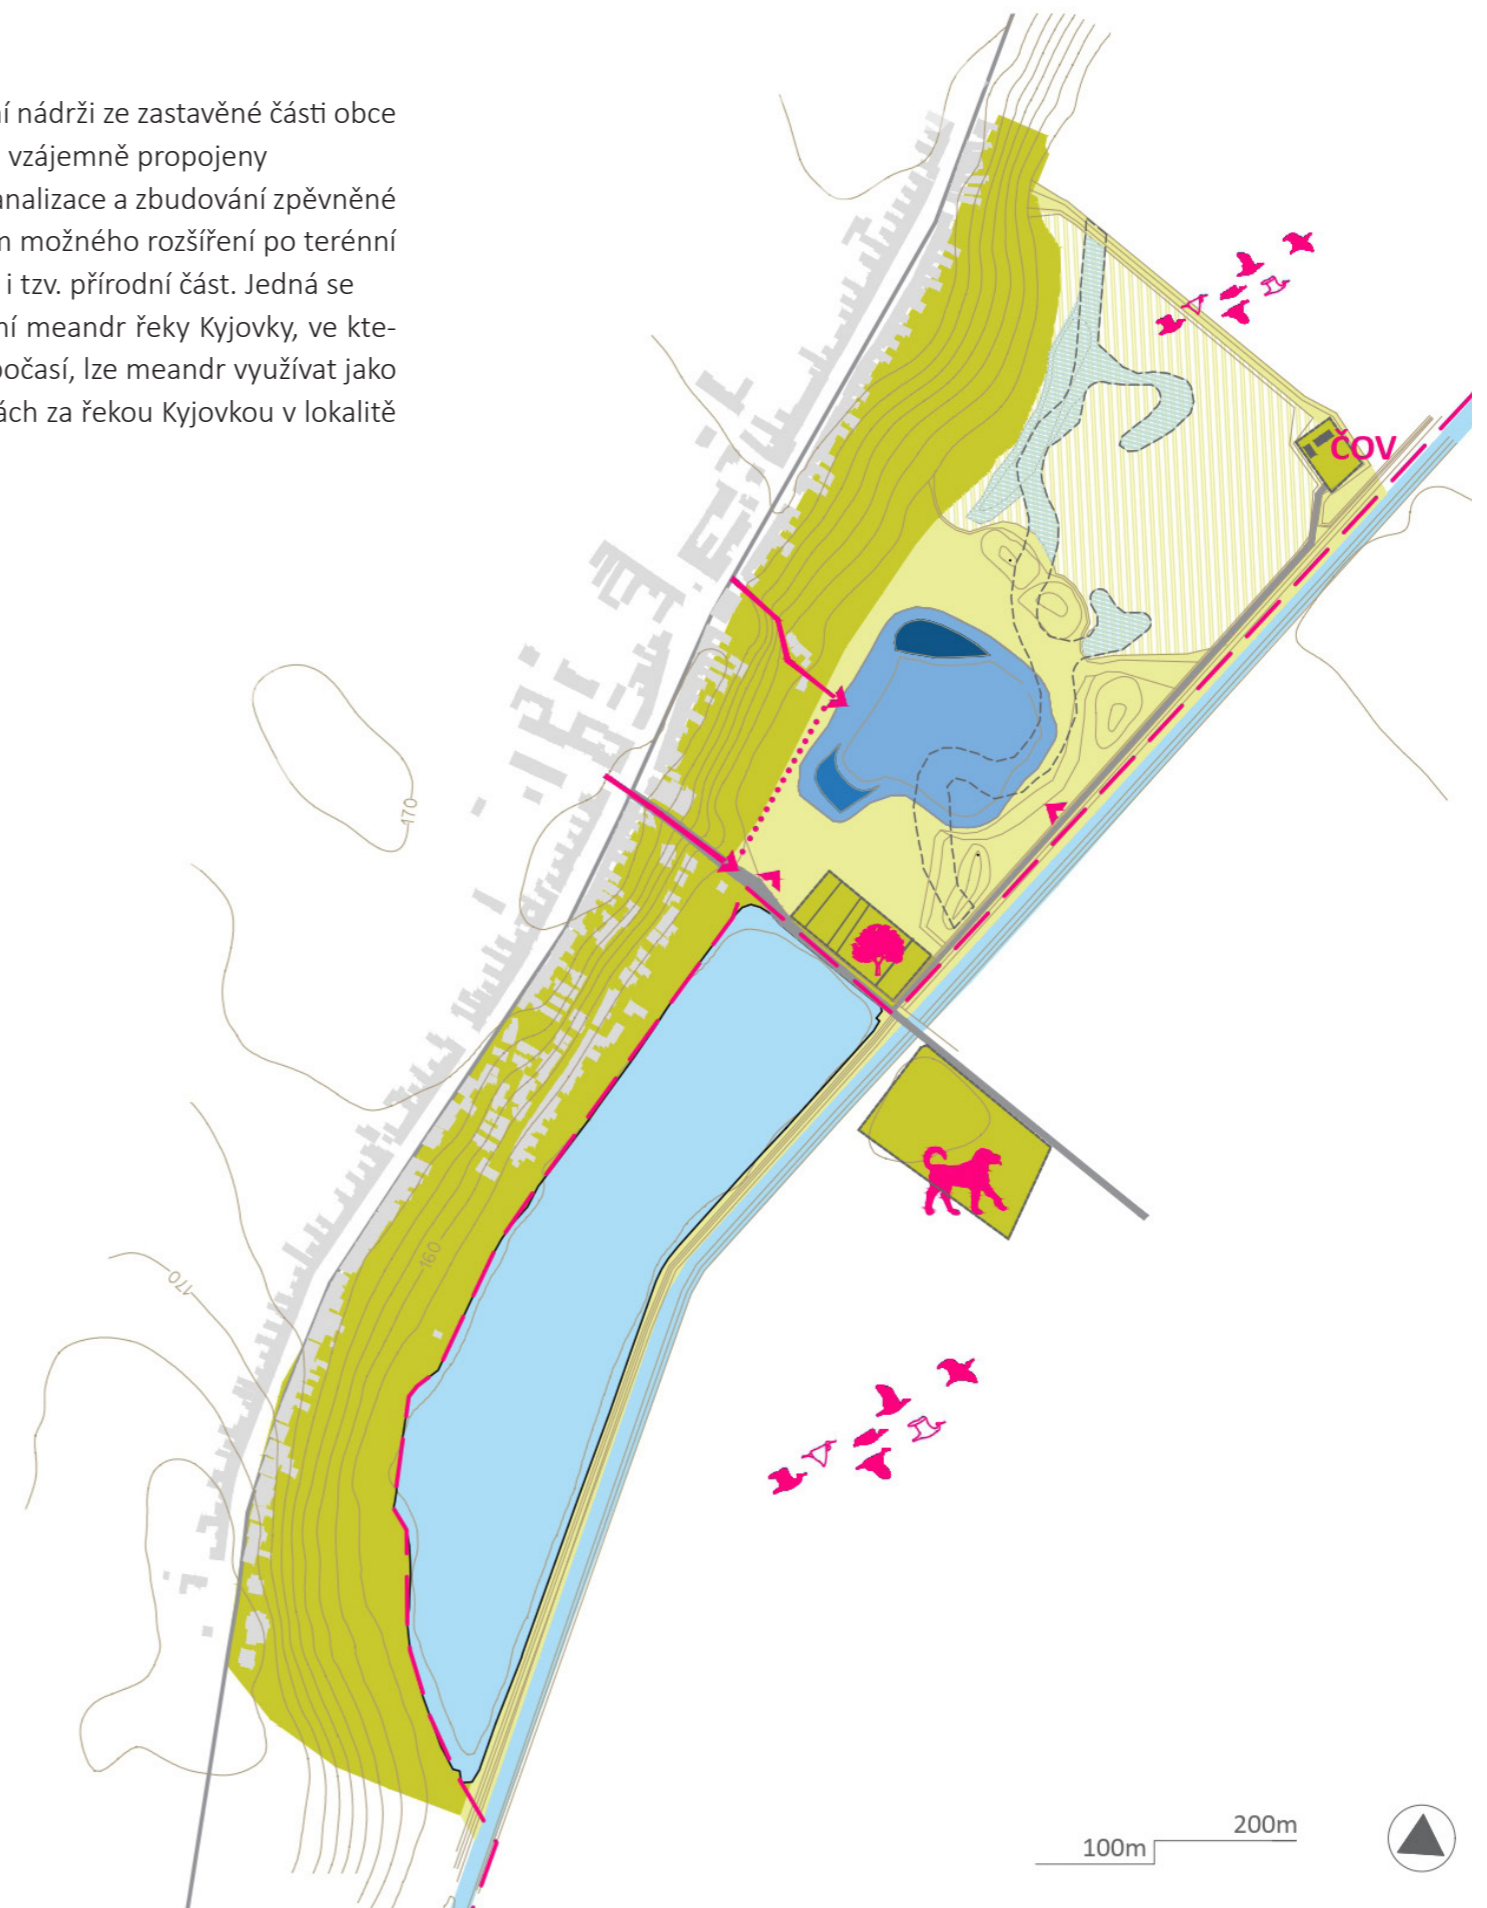 ní nádrži ze zastavěné části obce
vzájemně propojeny
analizace a zbudování zpěvněné
m možného rozšíření po terénní
i tzv. přírodní část. Jedná se
ní meandr řeky Kyjovky, ve kte-
počasí, lze meandr využívat jako
ách za řekou Kyjovkou v lokalitě
ČOV
170
160
170
200m
100m